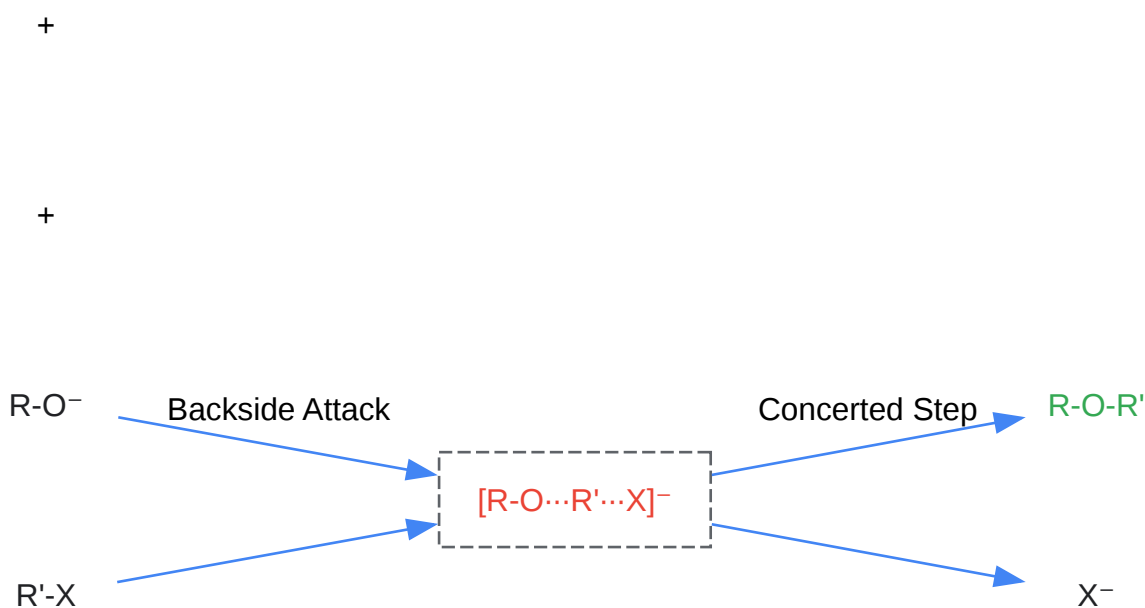 +
+
R-O⁻
Backside Attack
Concerted Step
R-O-R'
[R-O···R'···X]⁻
R'-X
X⁻